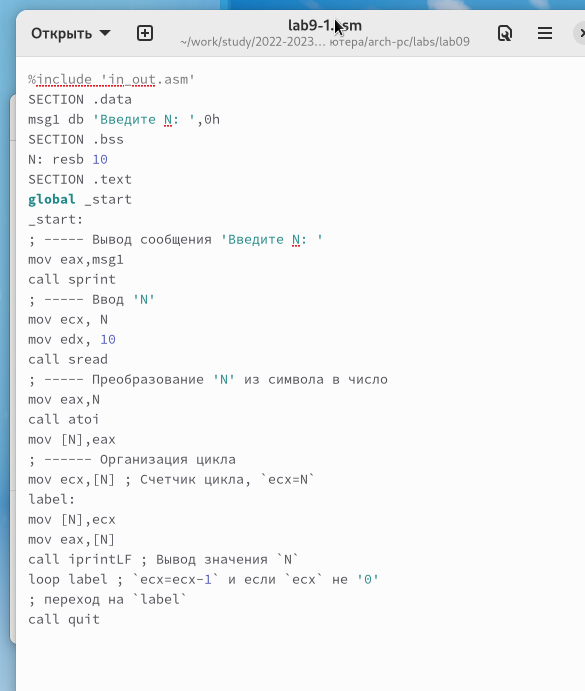 Открыть
lab9-1.asm
~/work/study/2022-2023… ютера/arch-pc/labs/lab09
%include 'in_out.asm'
SECTION .data
msg1 db 'Введите N: ',0h
SECTION .bss
N: resb 10
SECTION .text
global _start
_start:
; ----- Вывод сообщения 'Введите N: '
mov eax,msg1
call sprint
; ----- Ввод 'N'
mov ecx, N
mov edx, 10
call sread
; ----- Преобразование 'N' из символа в число
mov eax,N
call atoi
mov [N],eax
; ------ Организация цикла
mov ecx,[N] ; Счетчик цикла, `ecx=N`
label:
mov [N],ecx
mov eax,[N]
call iprintLF ; Вывод значения `N`
loop label ; `ecx=ecx-1` и если `ecx` не '0'
; переход на `label`
call quit